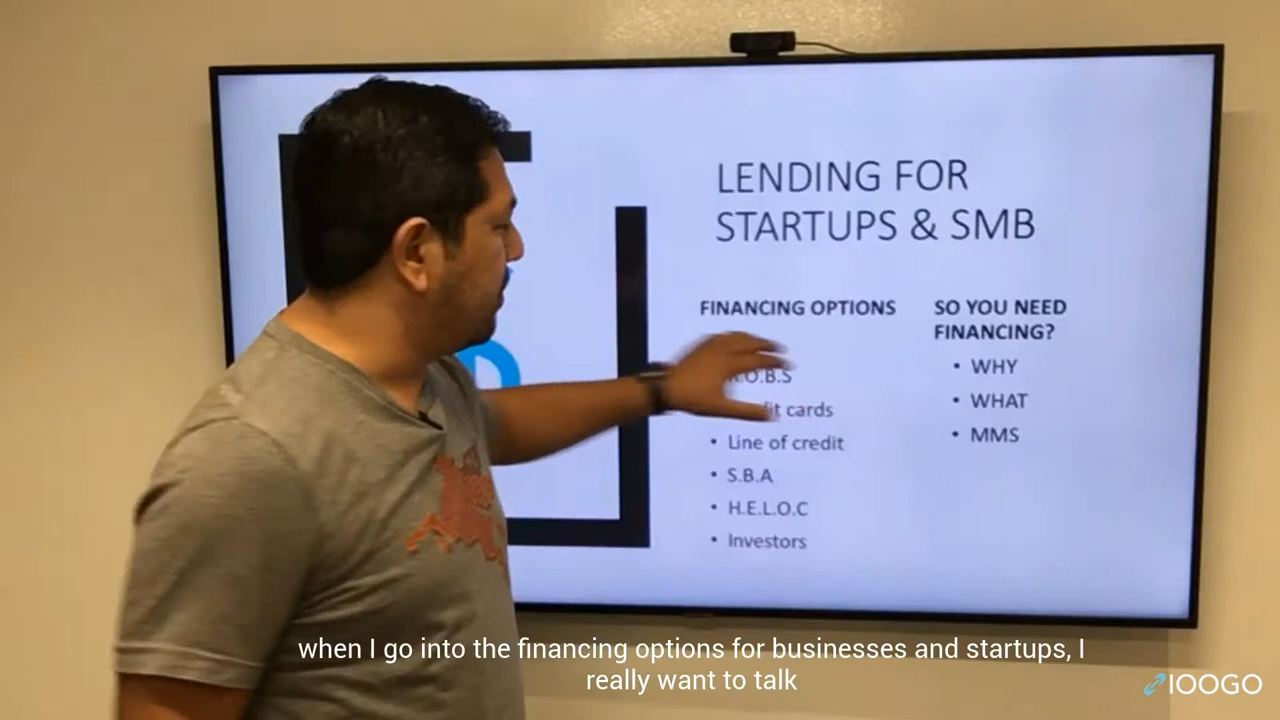 LENDING FOR
STARTUPS & SMB
FINANCING OPTIONS
.O.B.S
cards
• Line of credit
• S.B.A
• H.E.L.O.C
• Investors
SO YOU NEED
FINANCING?
• WHY
• WHAT
• MMS
when I go into the financing options for businesses and startups, I
really want to talk
IOOGO